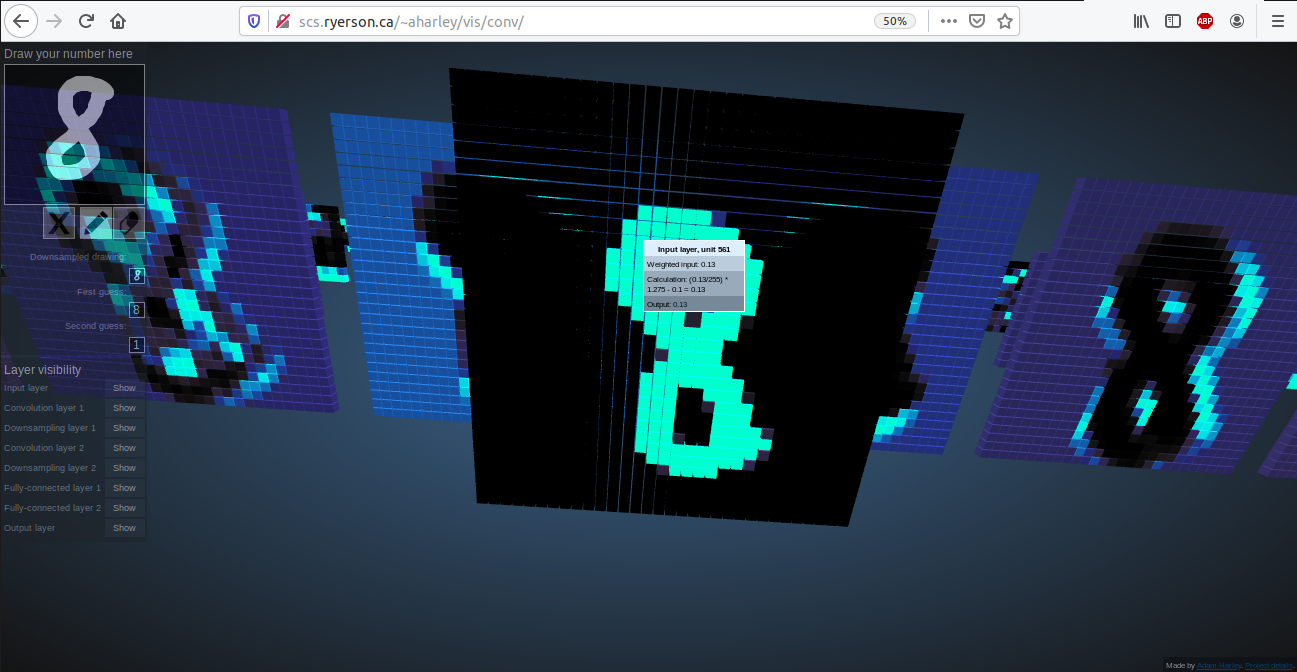 scs.ryerson.ca/~aharley/vis/conv/
50%
ABP
Draw your number here
Downsampled drawing:
First guess:
8
Second guess:
1
Layer visibility
Input layer Show
Convolution layer 1 Show
Downsampling layer 1 Show
Convolution layer 2 Show
Downsampling layer 2 Show
Fully-connected layer 1 Show
Fully-connected layer 2 Show
Output layer Show
Input layer, unit 561
Weighted input: 0.13
Calculation: (0.13/255) *
1.275 - 0.1 = 0.13
Output: 0.13
Made by Adam Harley. Project details.